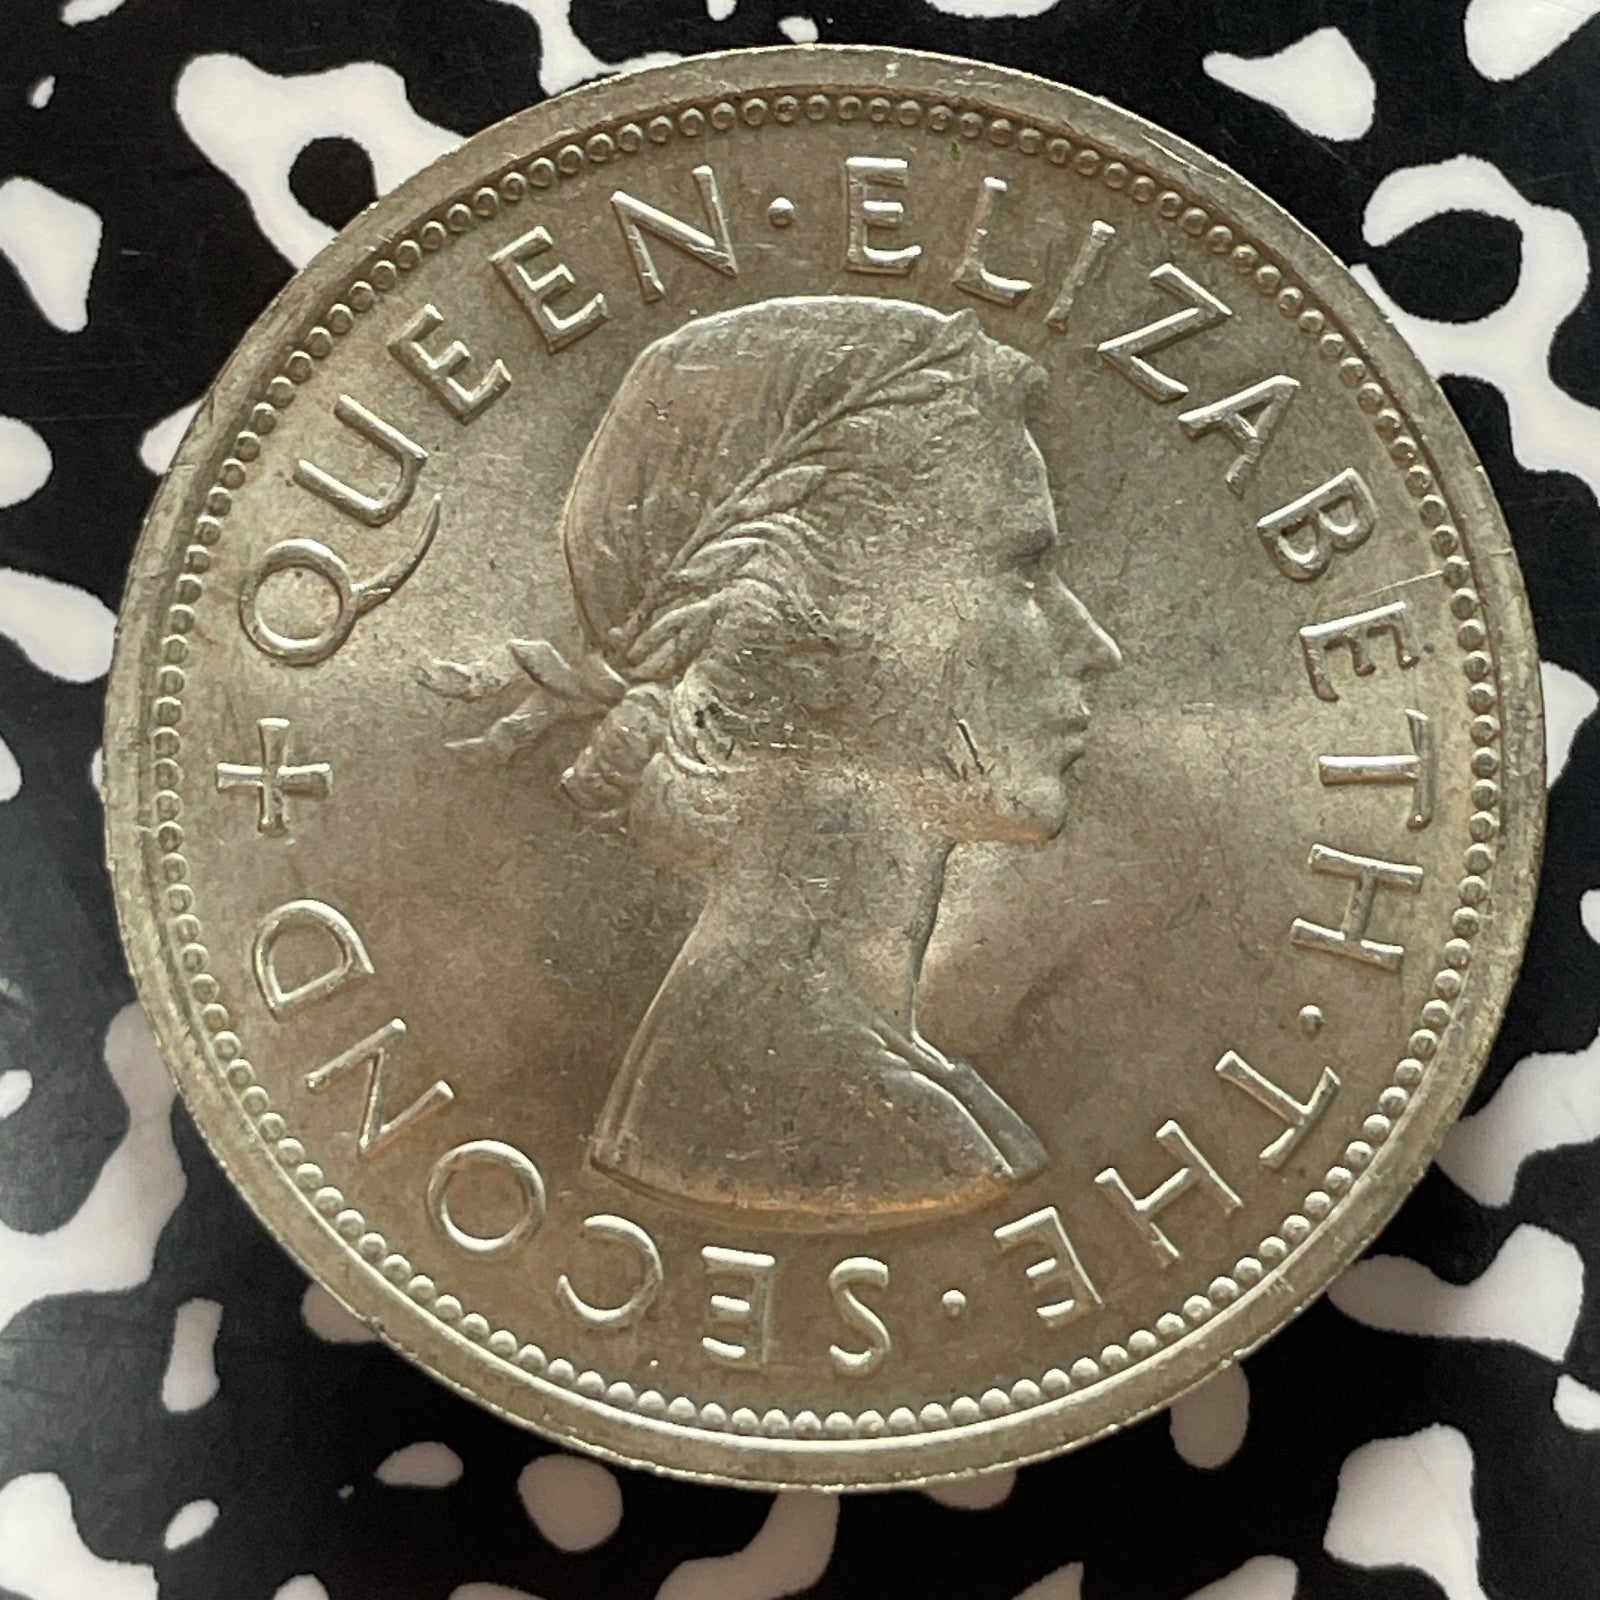 + QUEEN · ELIZABETH · THE · SECOND